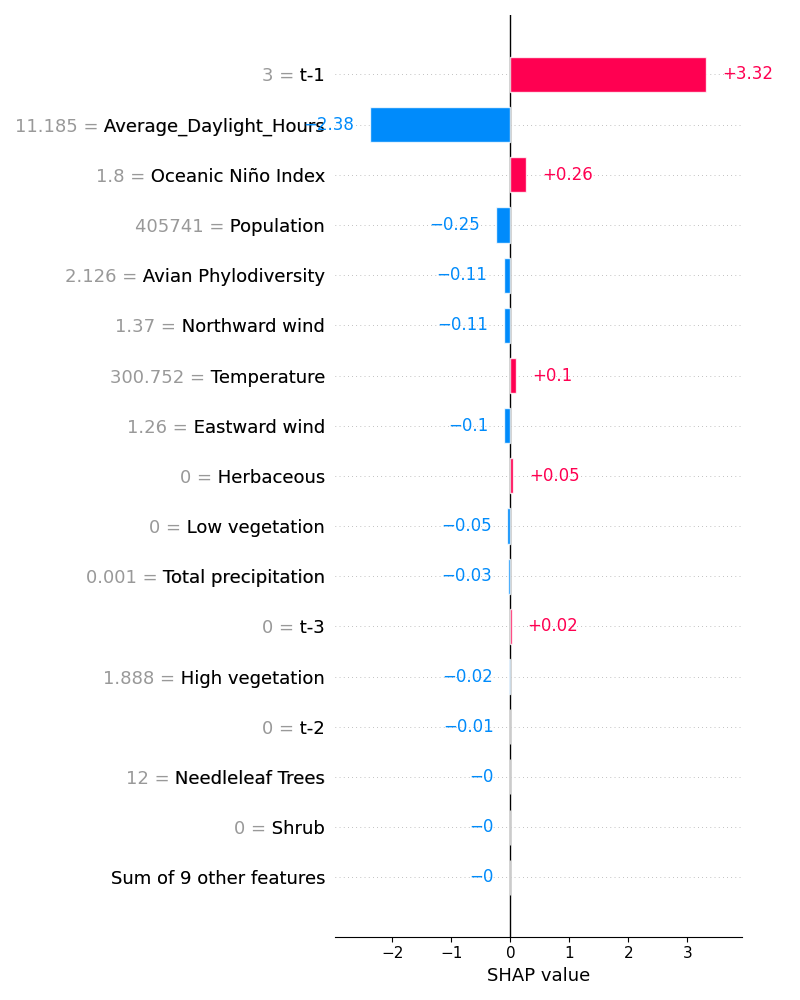 3 = t-1 +3.32
11.185 = Average_Daylight_Hours −2.38
1.8 = Oceanic Niño Index +0.26
405741 = Population −0.25
2.126 = Avian Phylodiversity −0.11
1.37 = Northward wind −0.11
300.752 = Temperature +0.1
1.26 = Eastward wind −0.1
0 = Herbaceous +0.05
0 = Low vegetation −0.05
0.001 = Total precipitation −0.03
0 = t-3 +0.02
1.888 = High vegetation −0.02
0 = t-2 −0.01
12 = Needleleaf Trees −0
0 = Shrub −0
Sum of 9 other features −0
−2 −1 0 1 2 3
SHAP value